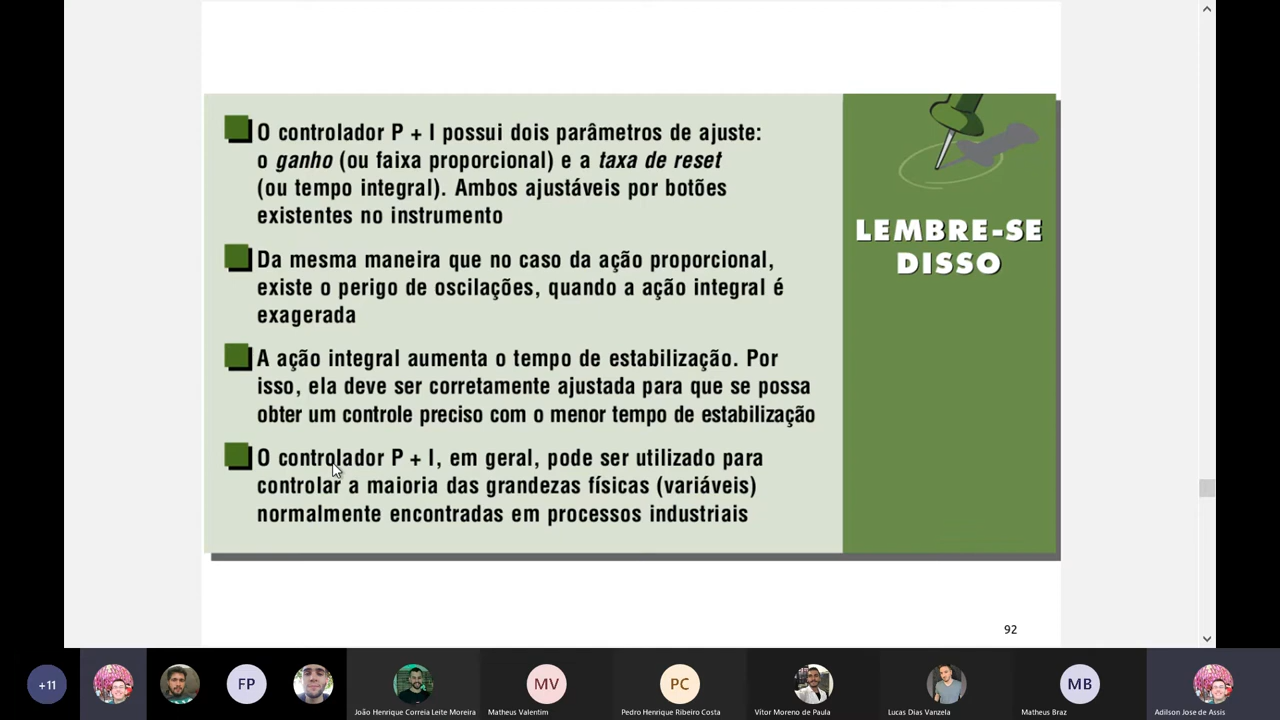 O controlador P + I possui dois parâmetros de ajuste:
o ganho (ou faixa proporcional) e a taxa de reset
(ou tempo integral). Ambos ajustáveis por botões
existentes no instrumento
Da mesma maneira que no caso da ação proporcional,
existe o perigo de oscilações, quando a ação integral é
exagerada
A ação integral aumenta o tempo de estabilização. Por
isso, ela deve ser corretamente ajustada para que se possa
obter um controle preciso com o menor tempo de estabilização
O controlador P + I, em geral, pode ser utilizado para
controlar a maioria das grandezas físicas (variáveis)
normalmente encontradas em processos industriais
LEMBRE-SE
DISSO
92
+11
FP
João Henrique Correia Leite Moreira
MV
Matheus Valentim
PC
Pedro Henrique Ribeiro Costa
Vítor Moreno de Paula
Lucas Dias Vanzela
MB
Matheus Braz
Adilson Jose de Assis